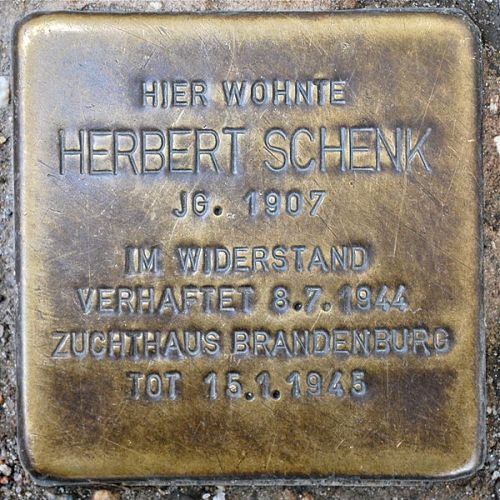 HIER WOHNTE
HERBERT SCHENK
JG. 1907
IM WIDERSTAND
VERHAFTET 8.7.1944
ZUCHTHAUS BRANDENBURG
TOT 15.1.1945